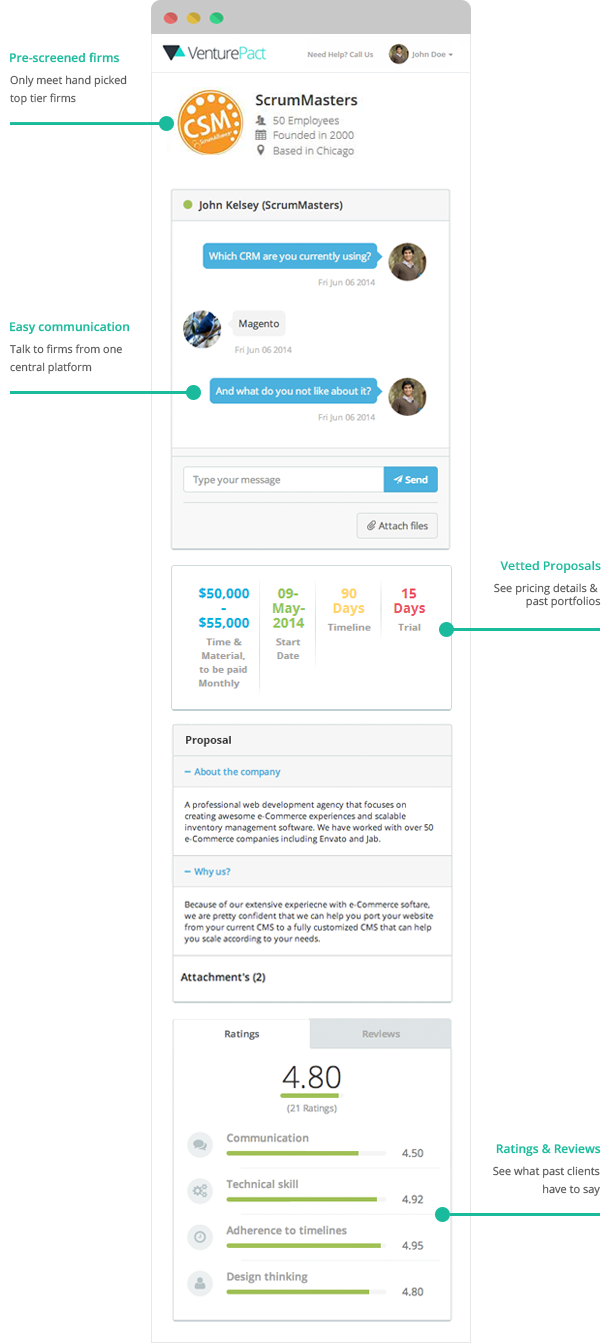 VenturePact
Need Help? Call Us
John Doe
Pre-screened firms
Only meet hand picked
top tier firms
CSM
ScrumMasters
50 Employees
Founded in 2000
Based in Chicago
John Kelsey (ScrumMasters)
Which CRM are you currently using?
Fri Jun 06 2014
Magento
Fri Jun 06 2014
Easy communication
Talk to firms from one
central platform
And what do you not like about it?
Fri Jun 06 2014
Type your message
Send
Attach files
Vetted Proposals
See pricing details &
past portfolios
$50,000
-
$55,000
Time &
Material,
to be paid
Monthly
09-
May-
2014
Start
Date
90
Days
Timeline
15
Days
Trial
Proposal
About the company
A professional web development agency that focuses on
creating awesome e-Commerce experiences and scalable
inventory management software. We have worked with over 50
e-Commerce companies including Envato and Jab.
Why us?
Because of our extensive experiecne with e-Commerce softare,
we are pretty confident that we can help you port your website
from your current CMS to a fully customized CMS that can help
you scale according to your needs.
Attachment's (2)
Ratings
Reviews
4.80
(21 Ratings)
Communication
4.50
Technical skill
4.92
Adherence to timelines
4.95
Design thinking
4.80
Ratings & Reviews
See what past clients
have to say